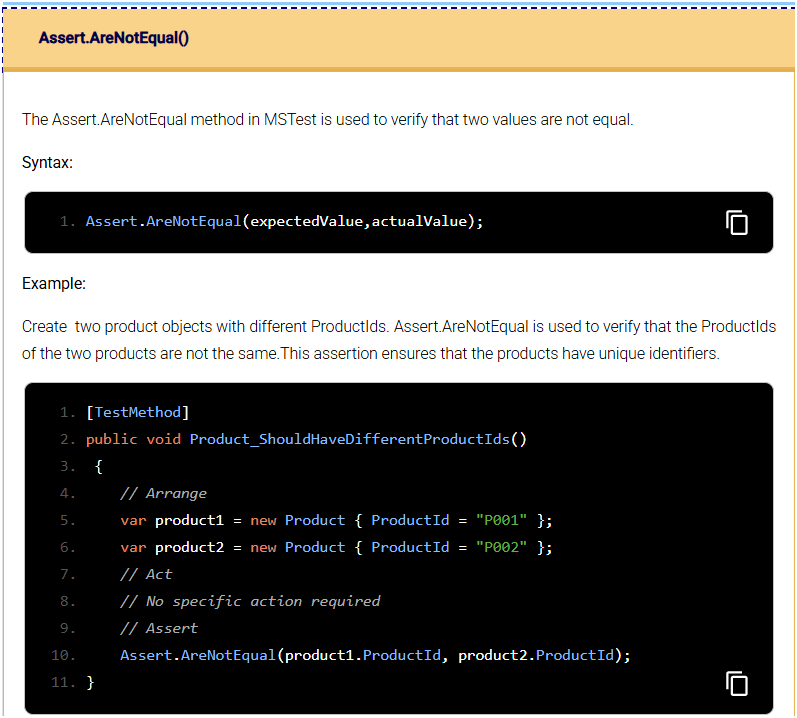 Assert.AreNotEqual()
The Assert.AreNotEqual method in MSTest is used to verify that two values are not equal.
Syntax:
1. Assert.AreNotEqual(expectedValue,actualValue);
Example:
Create  two product objects with different ProductIds. Assert.AreNotEqual is used to verify that the ProductIds
of the two products are not the same.This assertion ensures that the products have unique identifiers.
1. [TestMethod]
2. public void Product_ShouldHaveDifferentProductIds()
3.  {
4.     // Arrange
5.     var product1 = new Product { ProductId = "P001" };
6.     var product2 = new Product { ProductId = "P002" };
7.     // Act
8.     // No specific action required
9.     // Assert
10.     Assert.AreNotEqual(product1.ProductId, product2.ProductId);
11. }